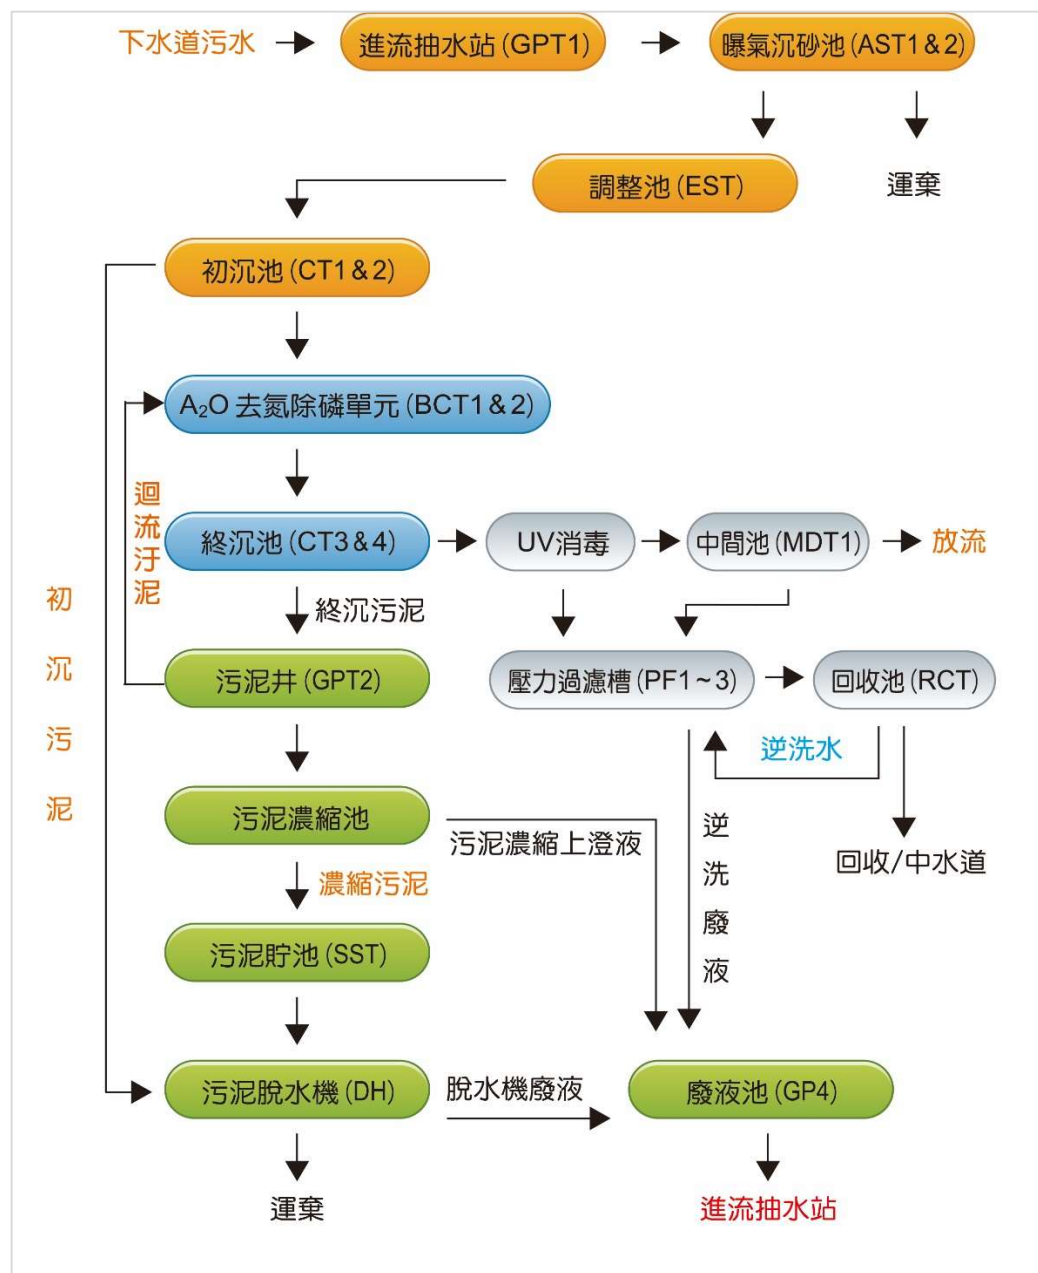 下水道污水
進流抽水站(GPT1)
曝氣沉砂池(AST1&2)
調整池(EST)
運棄
初沉池(CT1&2)
A₂O 去氮除磷單元(BCT1&2)
迴流汙泥
初沉污泥
終沉池(CT3&4)
UV消毒
中間池(MDT1)
放流
終沉污泥
污泥井(GPT2)
壓力過濾槽(PF1~3)
回收池(RCT)
逆洗水
污泥濃縮池
污泥濃縮上澄液
逆洗廢液
回收/中水道
濃縮污泥
污泥貯池(SST)
污泥脫水機(DH)
脫水機廢液
廢液池(GP4)
運棄
進流抽水站